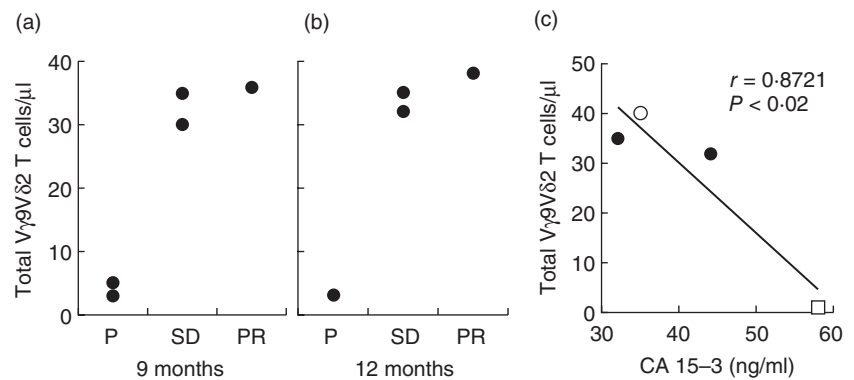 (a)
Total Vγ9Vδ2 T cells/μl
40
30
20
10
0
P SD PR
9 months
(b)
P SD PR
12 months
(c)
Total Vγ9Vδ2 T cells/μl
50
40
30
20
10
0
r = 0·8721
P < 0·02
30 40 50 60
CA 15–3 (ng/ml)